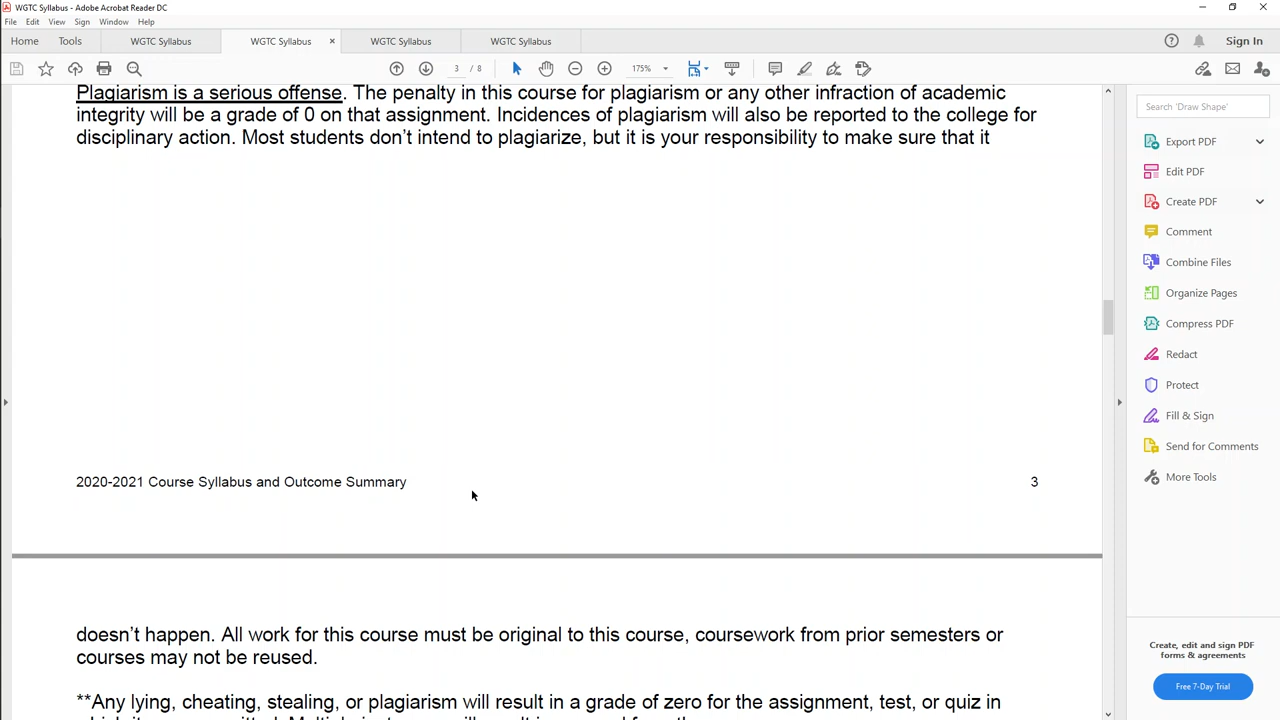 WGTC Syllabus - Adobe Acrobat Reader DC
File Edit View Sign Window Help
Home Tools WGTC Syllabus WGTC Syllabus × WGTC Syllabus WGTC Syllabus Sign In
3 / 8 175%
Plagiarism is a serious offense. The penalty in this course for plagiarism or any other infraction of academic
integrity will be a grade of 0 on that assignment. Incidences of plagiarism will also be reported to the college for
disciplinary action. Most students don't intend to plagiarize, but it is your responsibility to make sure that it
2020-2021 Course Syllabus and Outcome Summary 3
doesn't happen. All work for this course must be original to this course, coursework from prior semesters or
courses may not be reused.
**Any lying, cheating, stealing, or plagiarism will result in a grade of zero for the assignment, test, or quiz in
Search 'Draw Shape'
Export PDF
Edit PDF
Create PDF
Comment
Combine Files
Organize Pages
Compress PDF
Redact
Protect
Fill & Sign
Send for Comments
More Tools
Create, edit and sign PDF
forms & agreements
Free 7-Day Trial